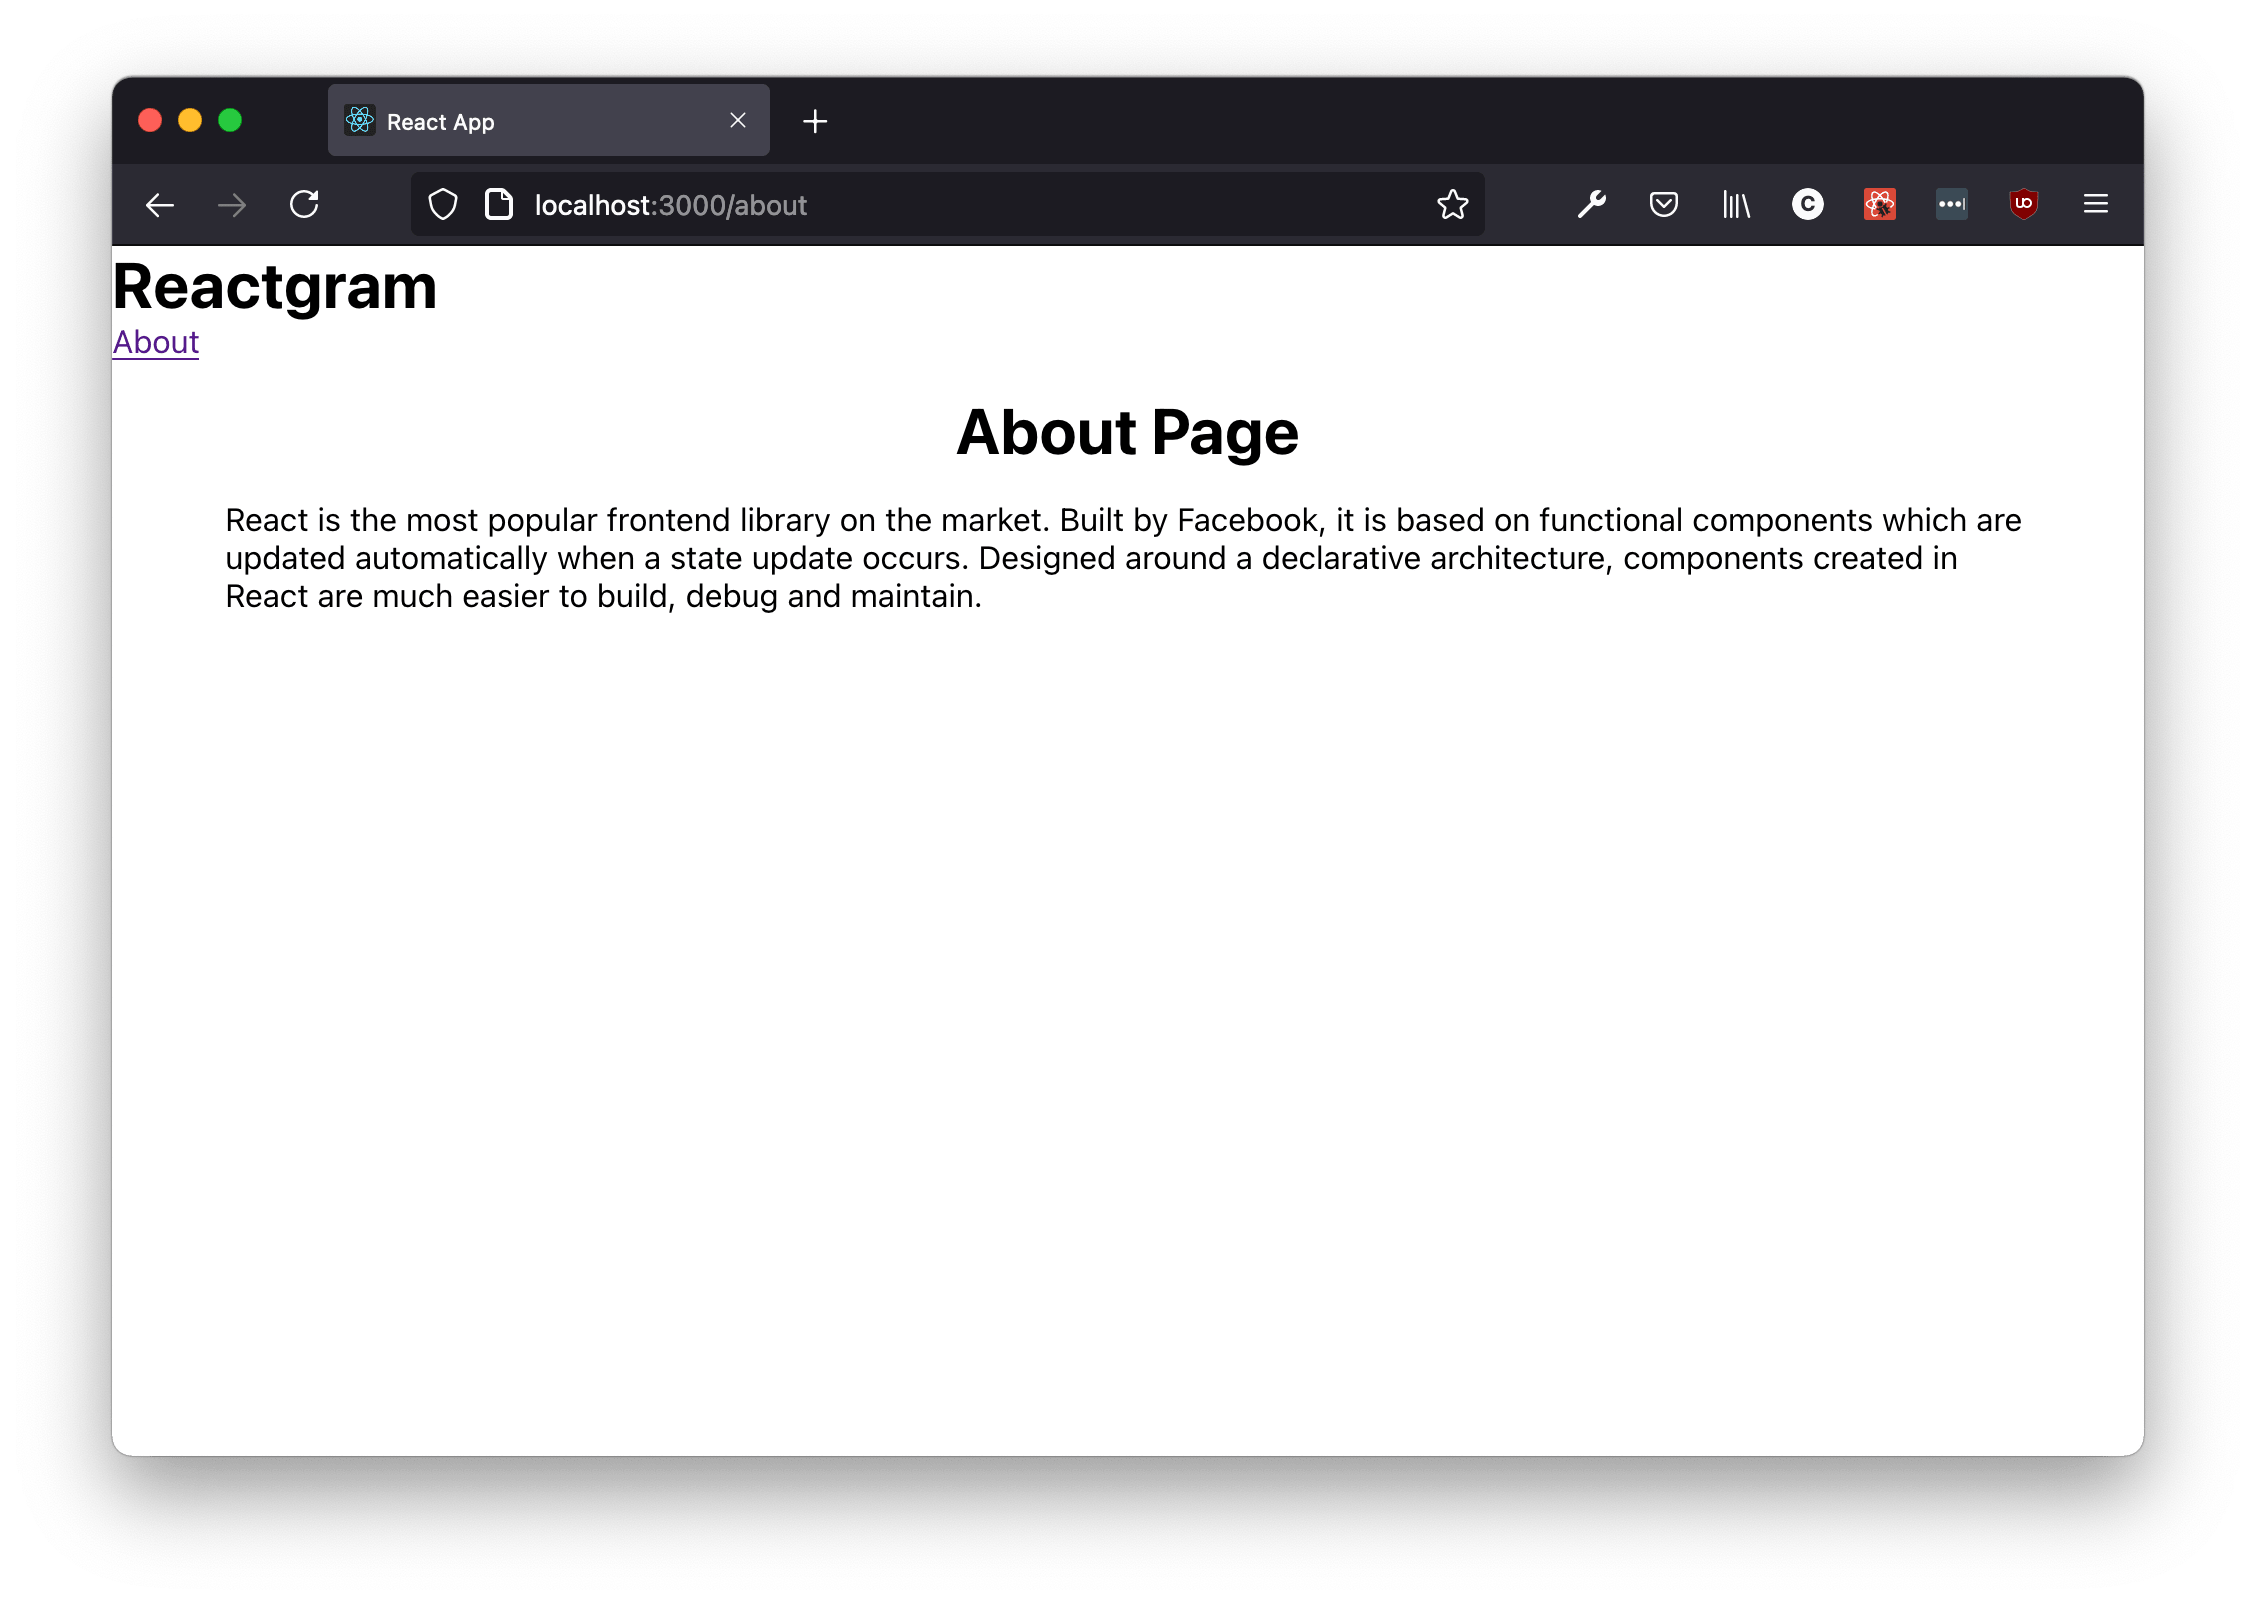 React App
localhost:3000/about
Reactgram
About
About Page
React is the most popular frontend library on the market. Built by Facebook, it is based on functional components which are
updated automatically when a state update occurs. Designed around a declarative architecture, components created in
React are much easier to build, debug and maintain.